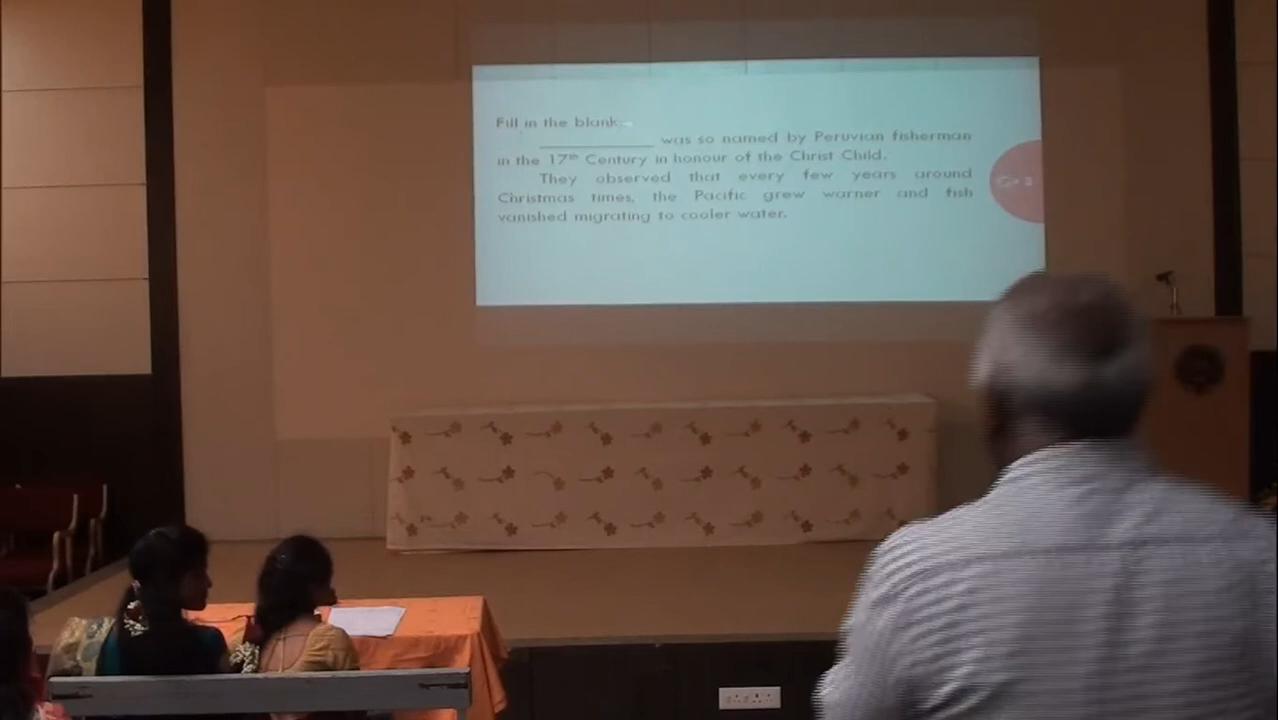 Fill in the blank:-
____________ was so named by Peruvian fisherman
in the 17th Century in honour of the Christ Child.
They observed that every few years around
Christmas times, the Pacific grew warner and fish
vanished migrating to cooler water.